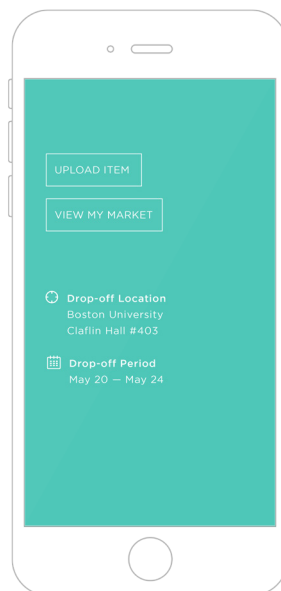 UPLOAD ITEM
VIEW MY MARKET
Drop-off Location
Boston University
Claflin Hall #403
Drop-off Period
May 20 — May 24